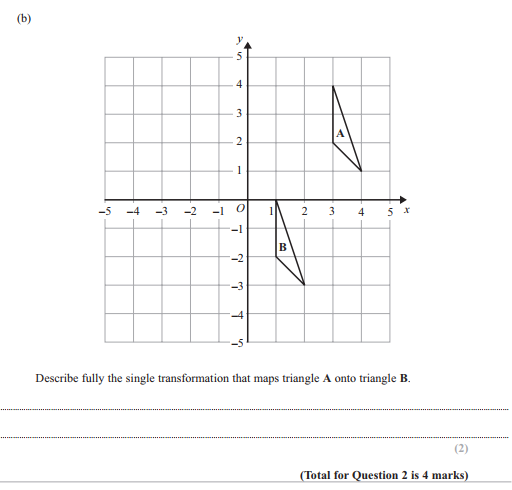 (b)
y
5
4
3
2
1
A
-5 -4 -3 -2 -1 O 1 2 3 4 5 x
-1
B
-2
-3
-4
-5
Describe fully the single transformation that maps triangle A onto triangle B.
(2)
(Total for Question 2 is 4 marks)